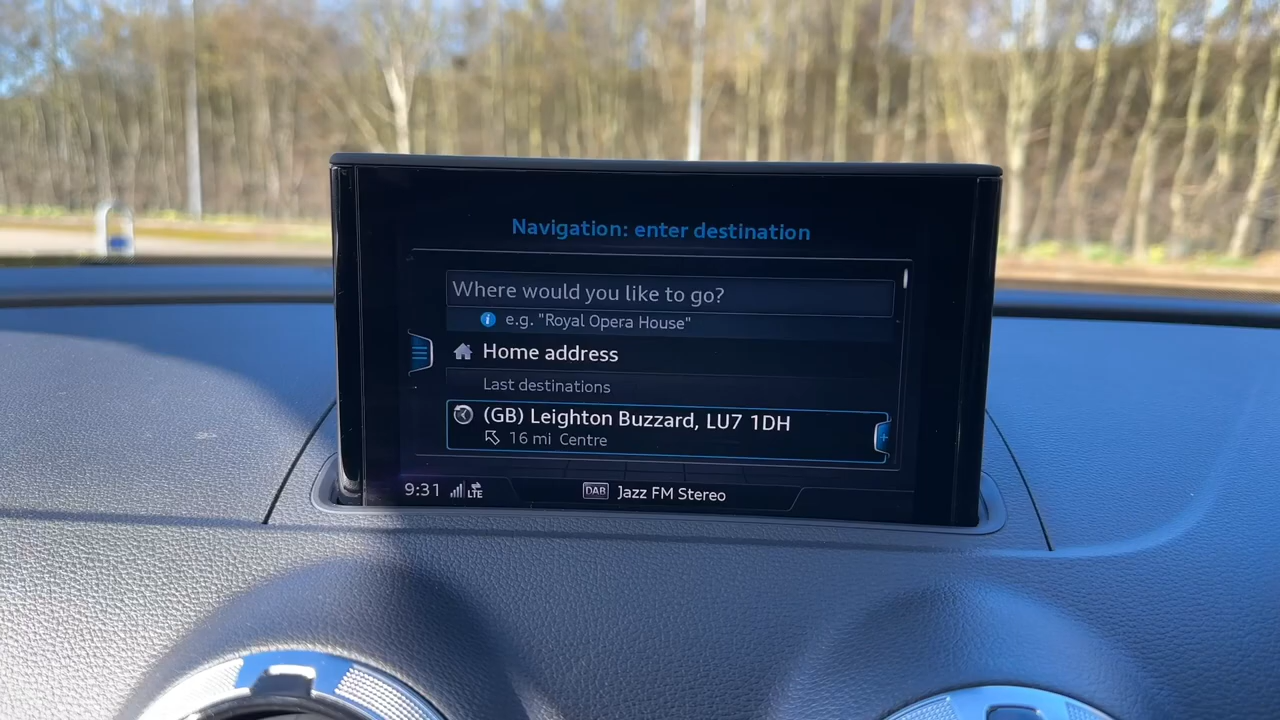 Navigation: enter destination
Where would you like to go?
i e.g. "Royal Opera House"
Home address
Last destinations
(GB) Leighton Buzzard, LU7 1DH
16 mi Centre
9:31 LTE DAB Jazz FM Stereo